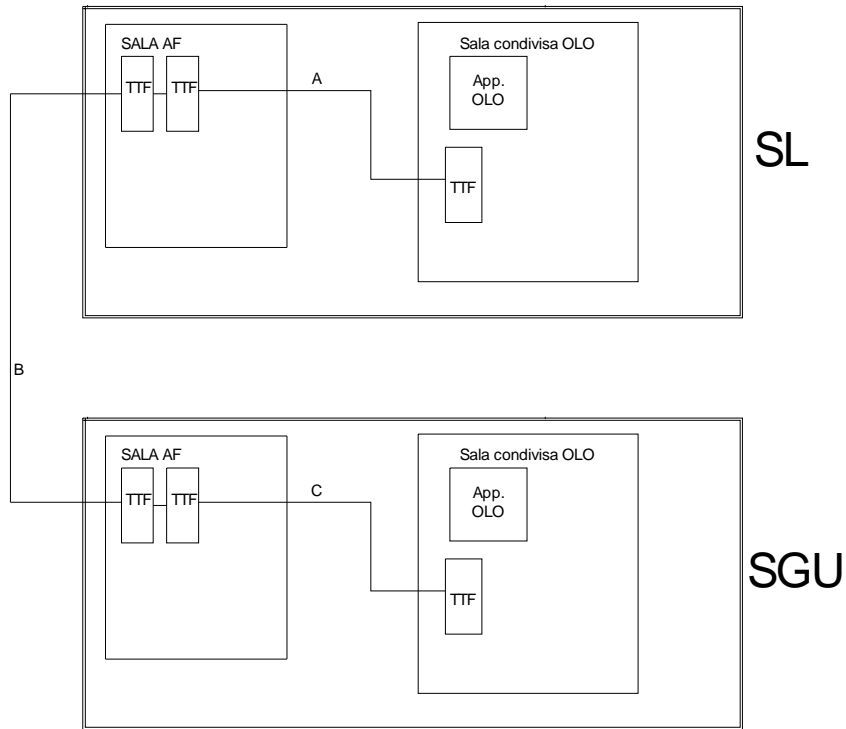 SALA AF
TTF
TTF
A
Sala condivisa OLO
App.
OLO
TTF
SL
B
SALA AF
TTF
TTF
C
Sala condivisa OLO
App.
OLO
TTF
SGU